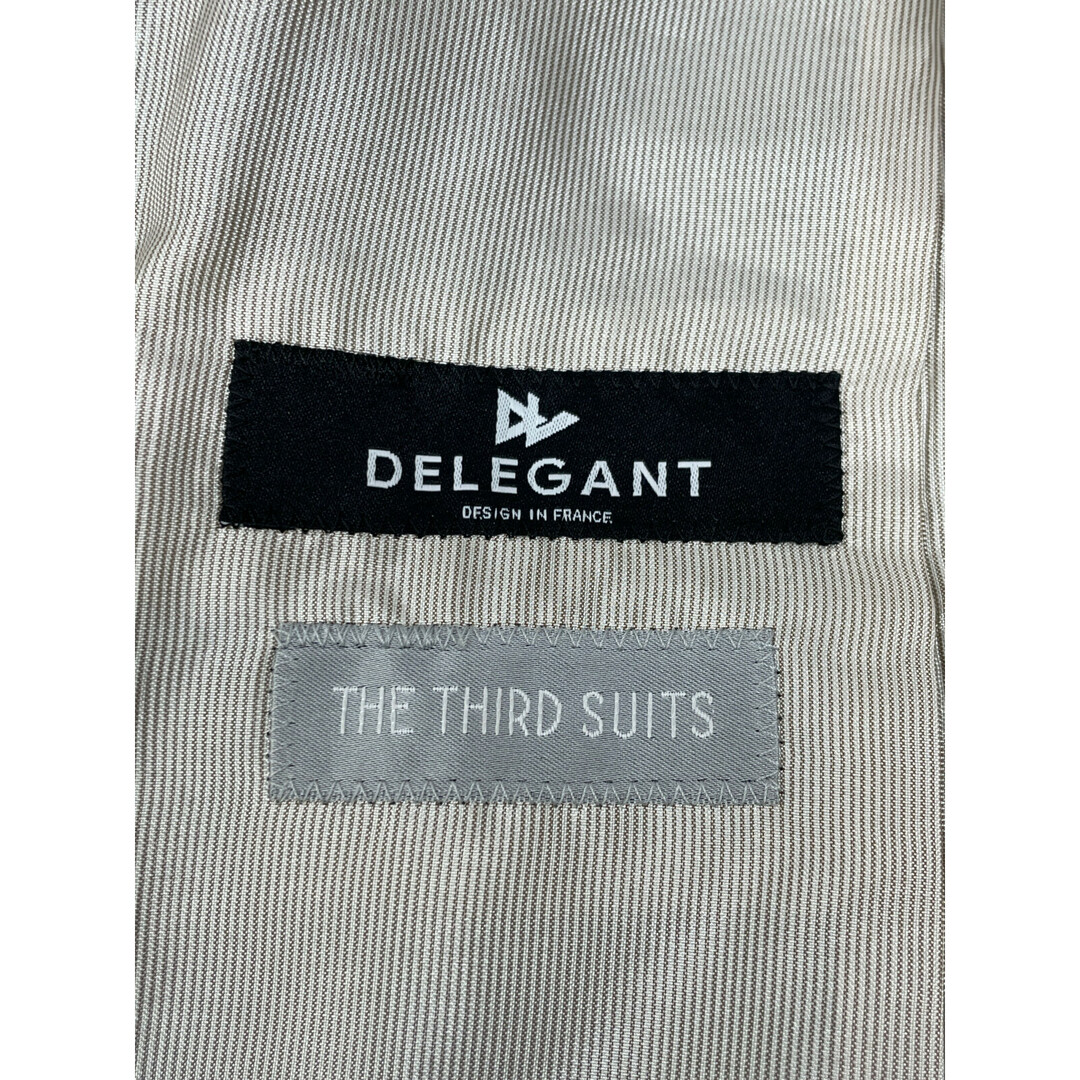 DELEGANT
DESIGN IN FRANCE
THE THIRD SUITS